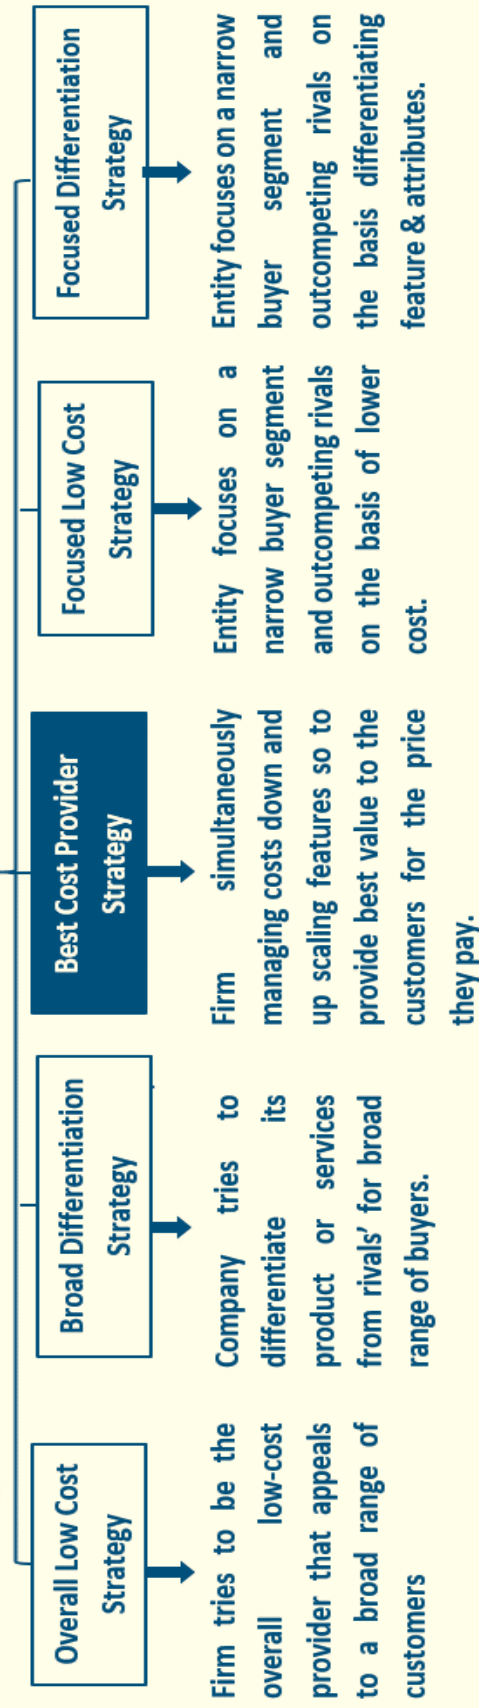 Overall Low Cost
Strategy
Firm tries to be the
overall low-cost
provider that appeals
to a broad range of
customers
Broad Differentiation
Strategy
Company tries to
differentiate its
product or services
from rivals' for broad
range of buyers.
Best Cost Provider
Strategy
Firm simultaneously
managing costs down and
up scaling features so to
provide best value to the
customers for the price
they pay.
Focused Low Cost
Strategy
Entity focuses on a
narrow buyer segment
and outcompeting rivals
on the basis of lower
cost.
Focused Differentiation
Strategy
Entity focuses on a narrow
buyer segment and
outcompeting rivals on
the basis differentiating
feature & attributes.